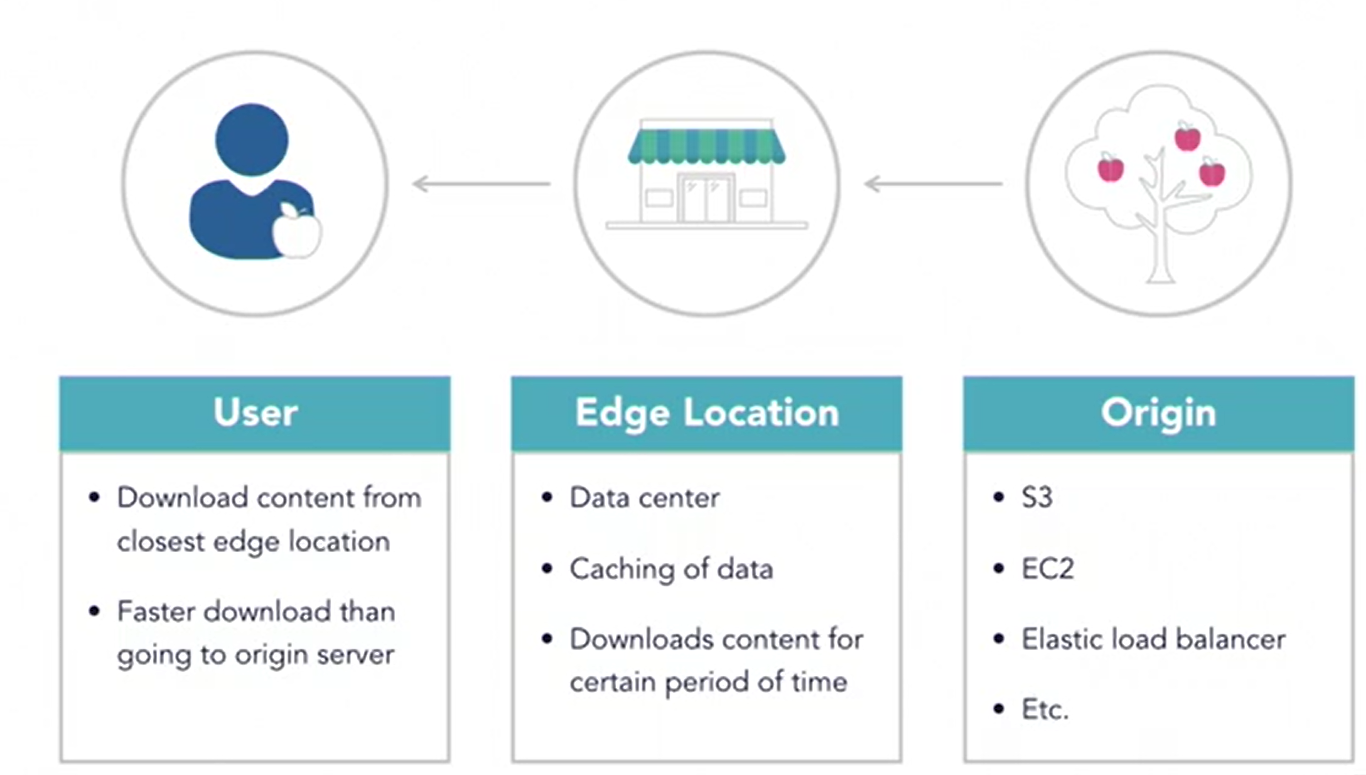 User
Download content from
closest edge location
Faster download than
going to origin server
Edge Location
Data center
Caching of data
Downloads content for
certain period of time
Origin
S3
EC2
Elastic load balancer
Etc.